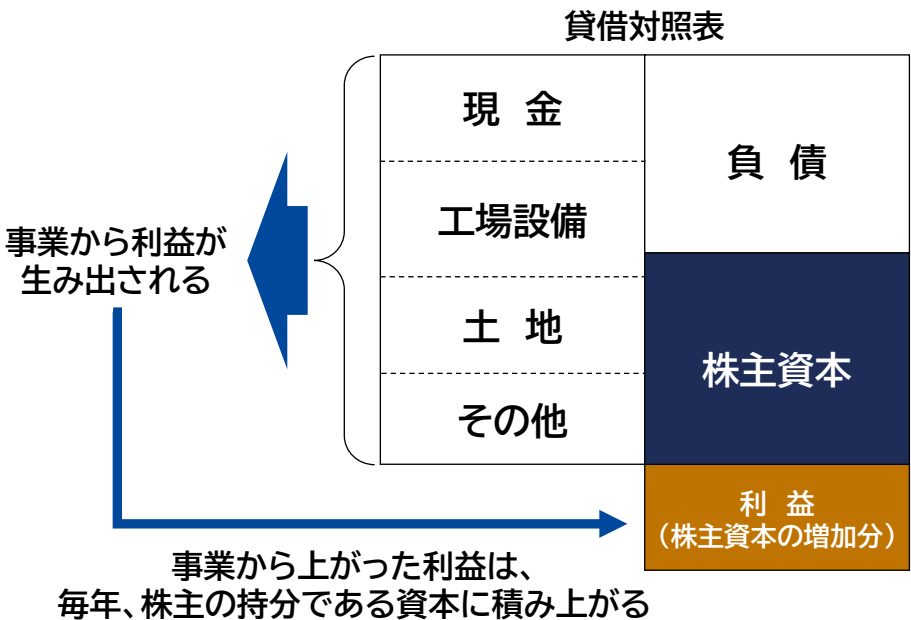 貸借対照表
現 金
工場設備
土 地
その他
負 債
株主資本
利 益
（株主資本の増加分）
事業から利益が
生み出される
事業から上がった利益は、
毎年、株主の持分である資本に積み上がる